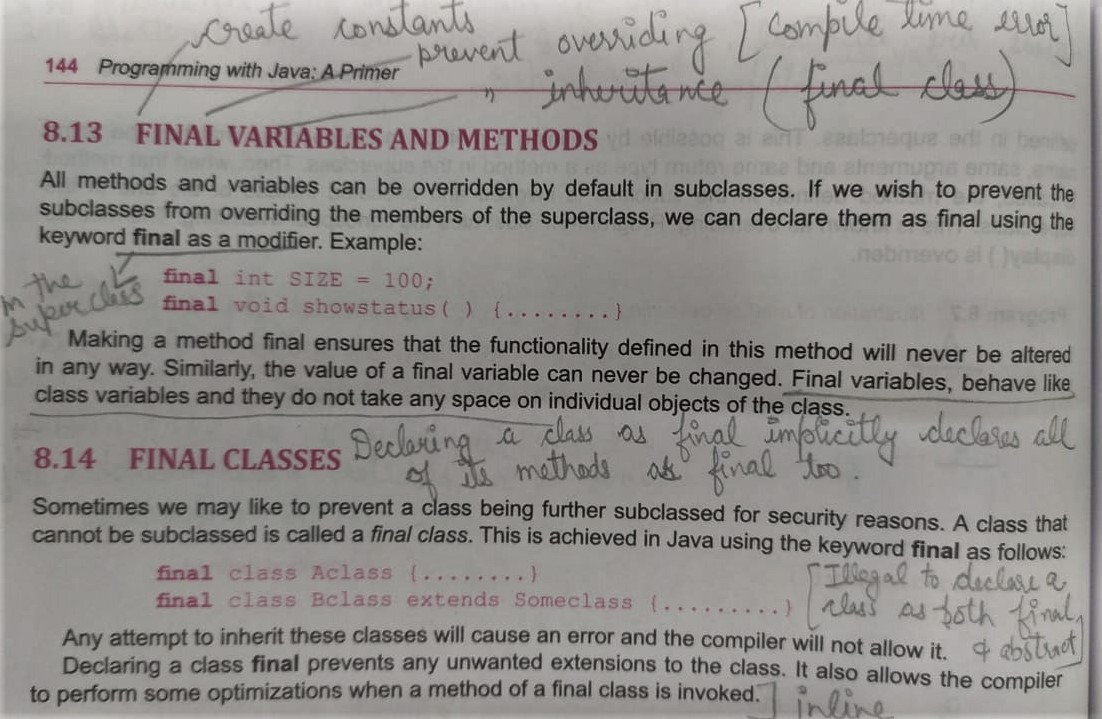 create constants
prevent overriding [compile time error]
144 Programming with Java: A Primer
" inheritance (final class)
8.13 FINAL VARIABLES AND METHODS
All methods and variables can be overridden by default in subclasses. If we wish to prevent the
subclasses from overriding the members of the superclass, we can declare them as final using the
keyword final as a modifier. Example:
in the
superclass
final int SIZE = 100;
final void showstatus( ) {........}
Making a method final ensures that the functionality defined in this method will never be altered
in any way. Similarly, the value of a final variable can never be changed. Final variables, behave like
class variables and they do not take any space on individual objects of the class.
Declaring a class as final implicitly declares all
of its methods as final too.
8.14 FINAL CLASSES
Sometimes we may like to prevent a class being further subclassed for security reasons. A class that
cannot be subclassed is called a final class. This is achieved in Java using the keyword final as follows:
final class Aclass {........}
final class Bclass extends Someclass {.........}
[Illegal to declare a
class as both final
& abstract]
Any attempt to inherit these classes will cause an error and the compiler will not allow it.
Declaring a class final prevents any unwanted extensions to the class. It also allows the compiler
to perform some optimizations when a method of a final class is invoked.] inline